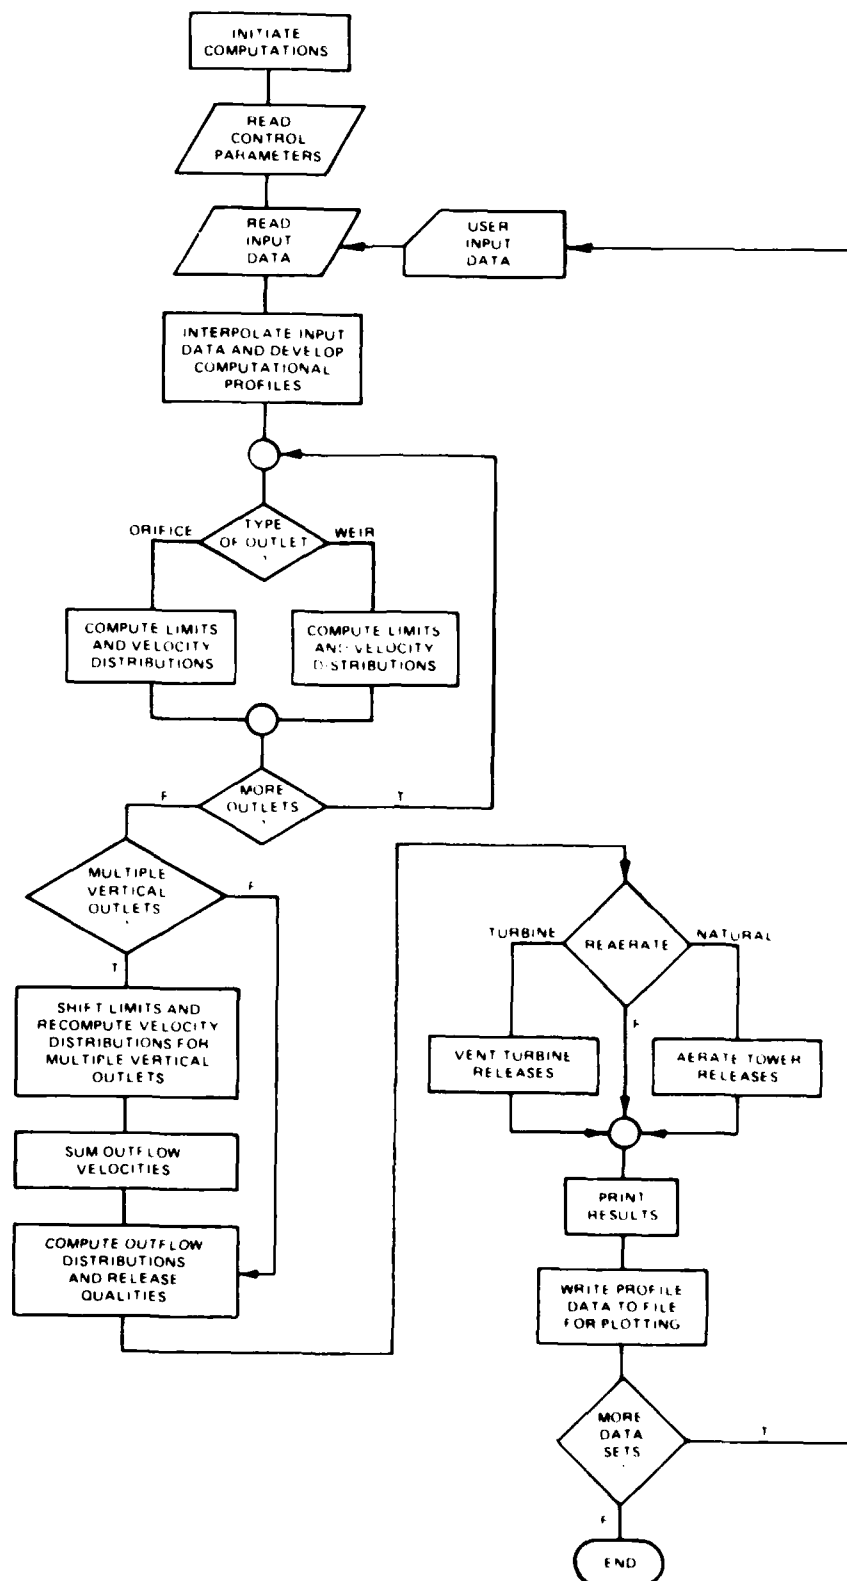 INITIATE
COMPUTATIONS
READ
CONTROL
PARAMETERS
READ
INPUT
DATA
USER
INPUT
DATA
INTERPOLATE INPUT
DATA AND DEVELOP
COMPUTATIONAL
PROFILES
TYPE
OF OUTLET
?
ORIFICE
WEIR
COMPUTE LIMITS
AND VELOCITY
DISTRIBUTIONS
COMPUTE LIMITS
AND VELOCITY
DISTRIBUTIONS
MORE
OUTLETS
?
F
T
MULTIPLE
VERTICAL
OUTLETS
F
T
SHIFT LIMITS AND
RECOMPUTE VELOCITY
DISTRIBUTIONS FOR
MULTIPLE VERTICAL
OUTLETS
SUM OUTFLOW
VELOCITIES
COMPUTE OUTFLOW
DISTRIBUTIONS
AND RELEASE
QUALITIES
REAERATE
TURBINE
NATURAL
F
VENT TURBINE
RELEASES
AERATE TOWER
RELEASES
PRINT
RESULTS
WRITE PROFILE
DATA TO FILE
FOR PLOTTING
MORE
DATA
SETS
T
F
END